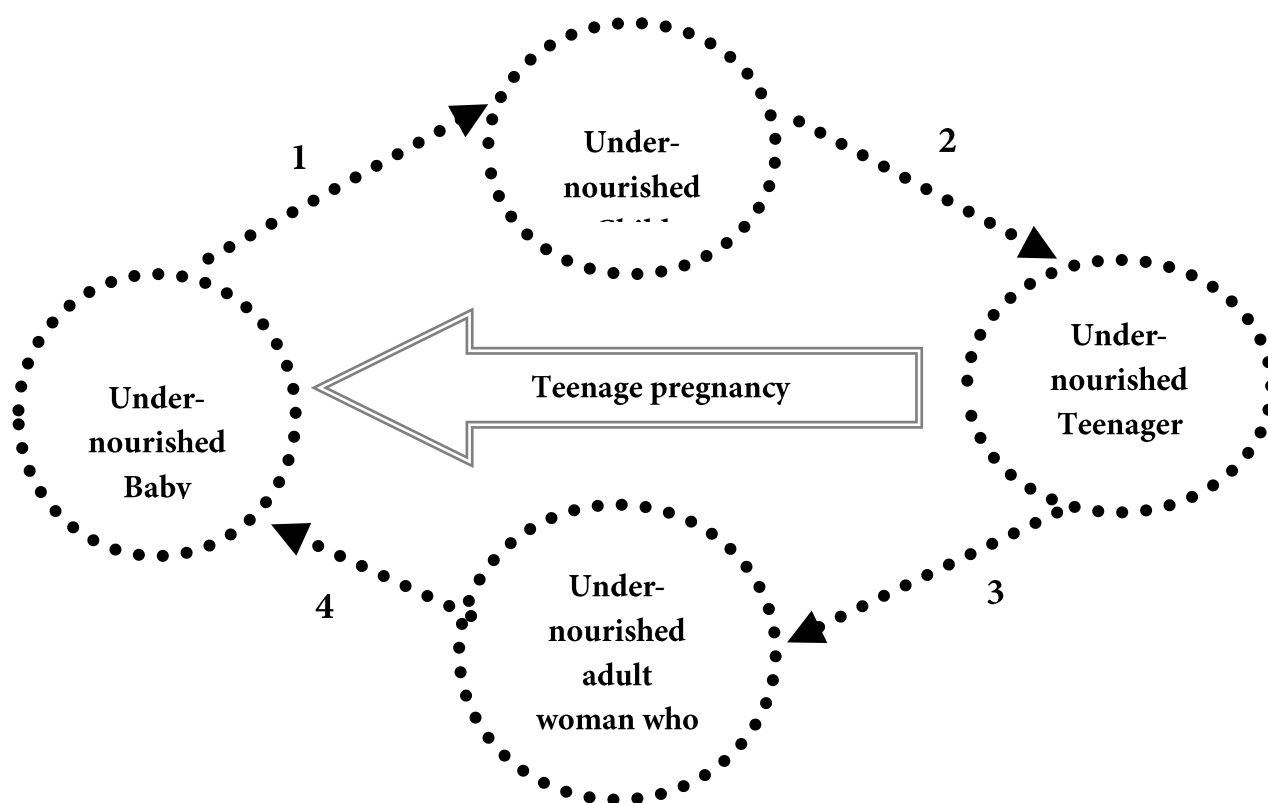 Under-
nourished
1
2
Under-
nourished
Teenager
Teenage pregnancy
Under-
nourished
Baby
Under-
nourished
adult
woman who
4
3